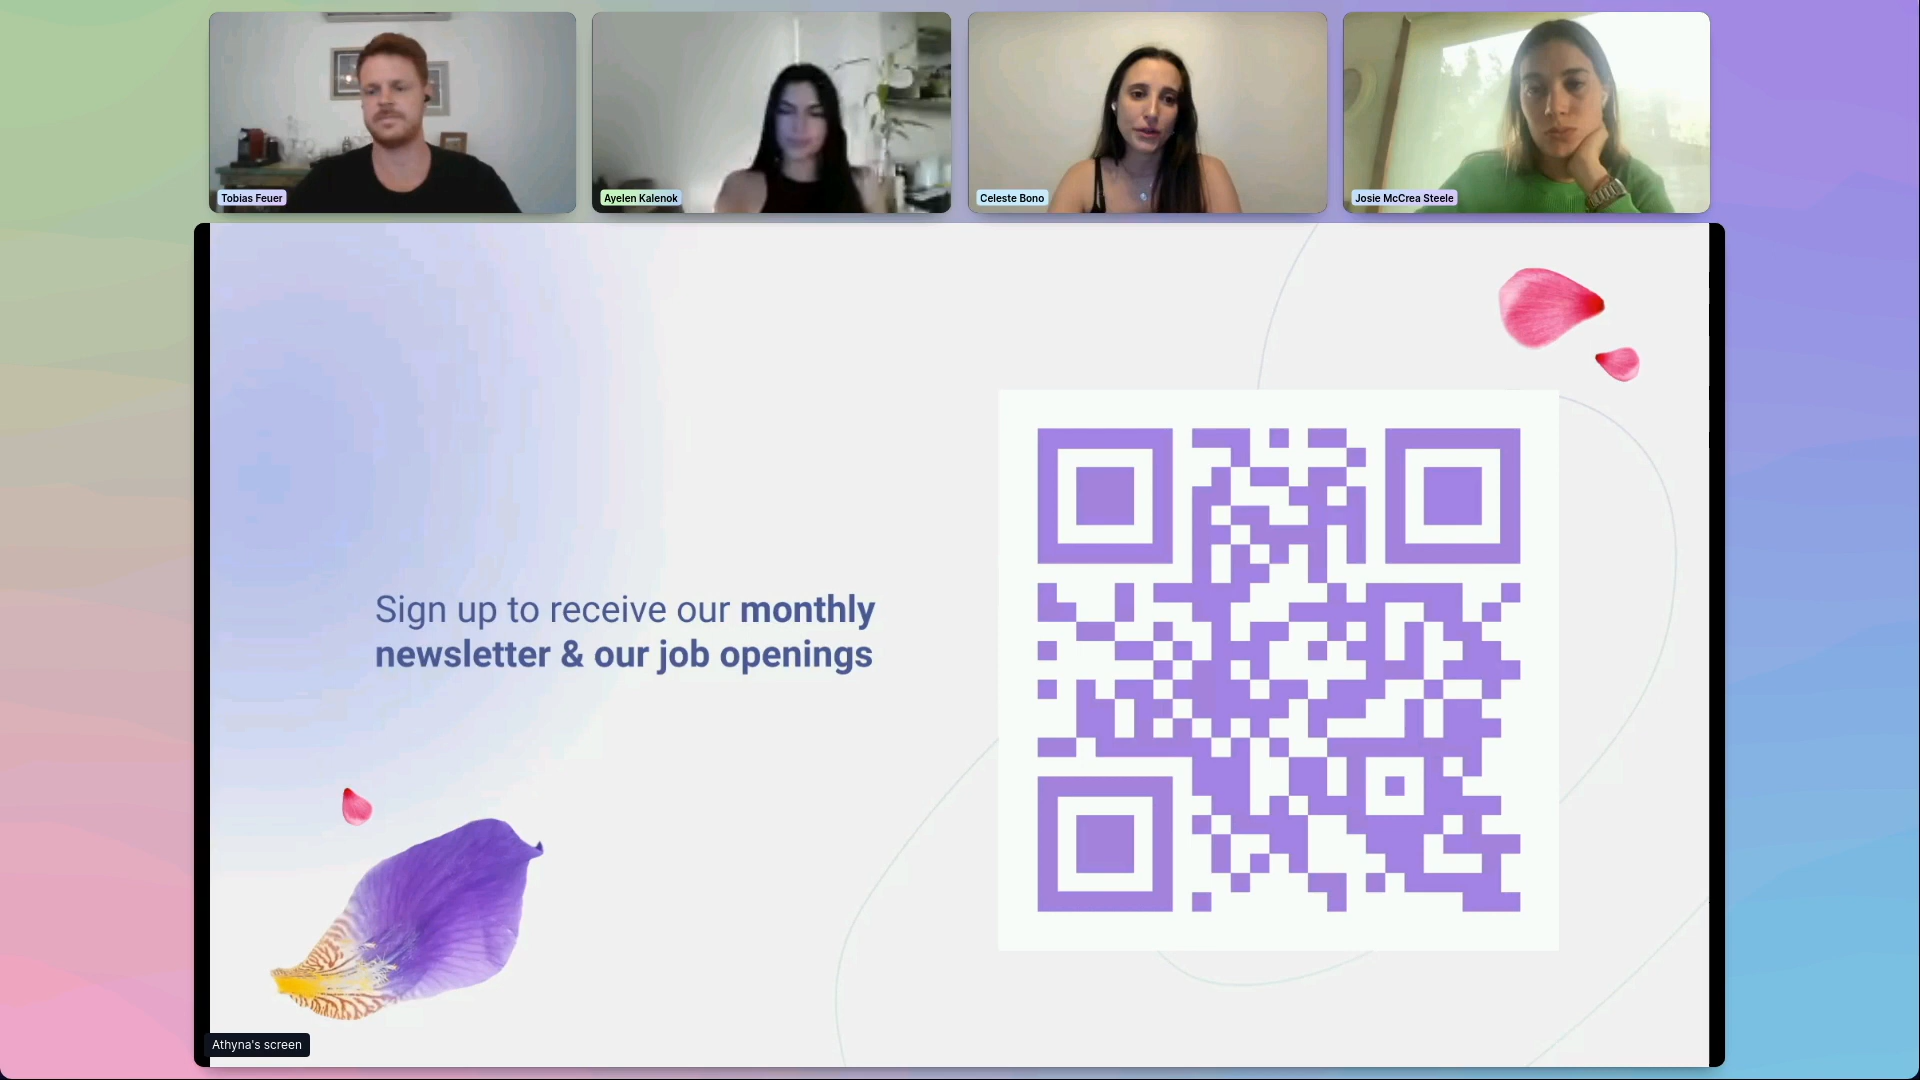 Tobias Feuer
Ayelen Kalenok
Celeste Bono
Josie McCrea Steele
Sign up to receive our monthly
newsletter & our job openings
Athyna's screen